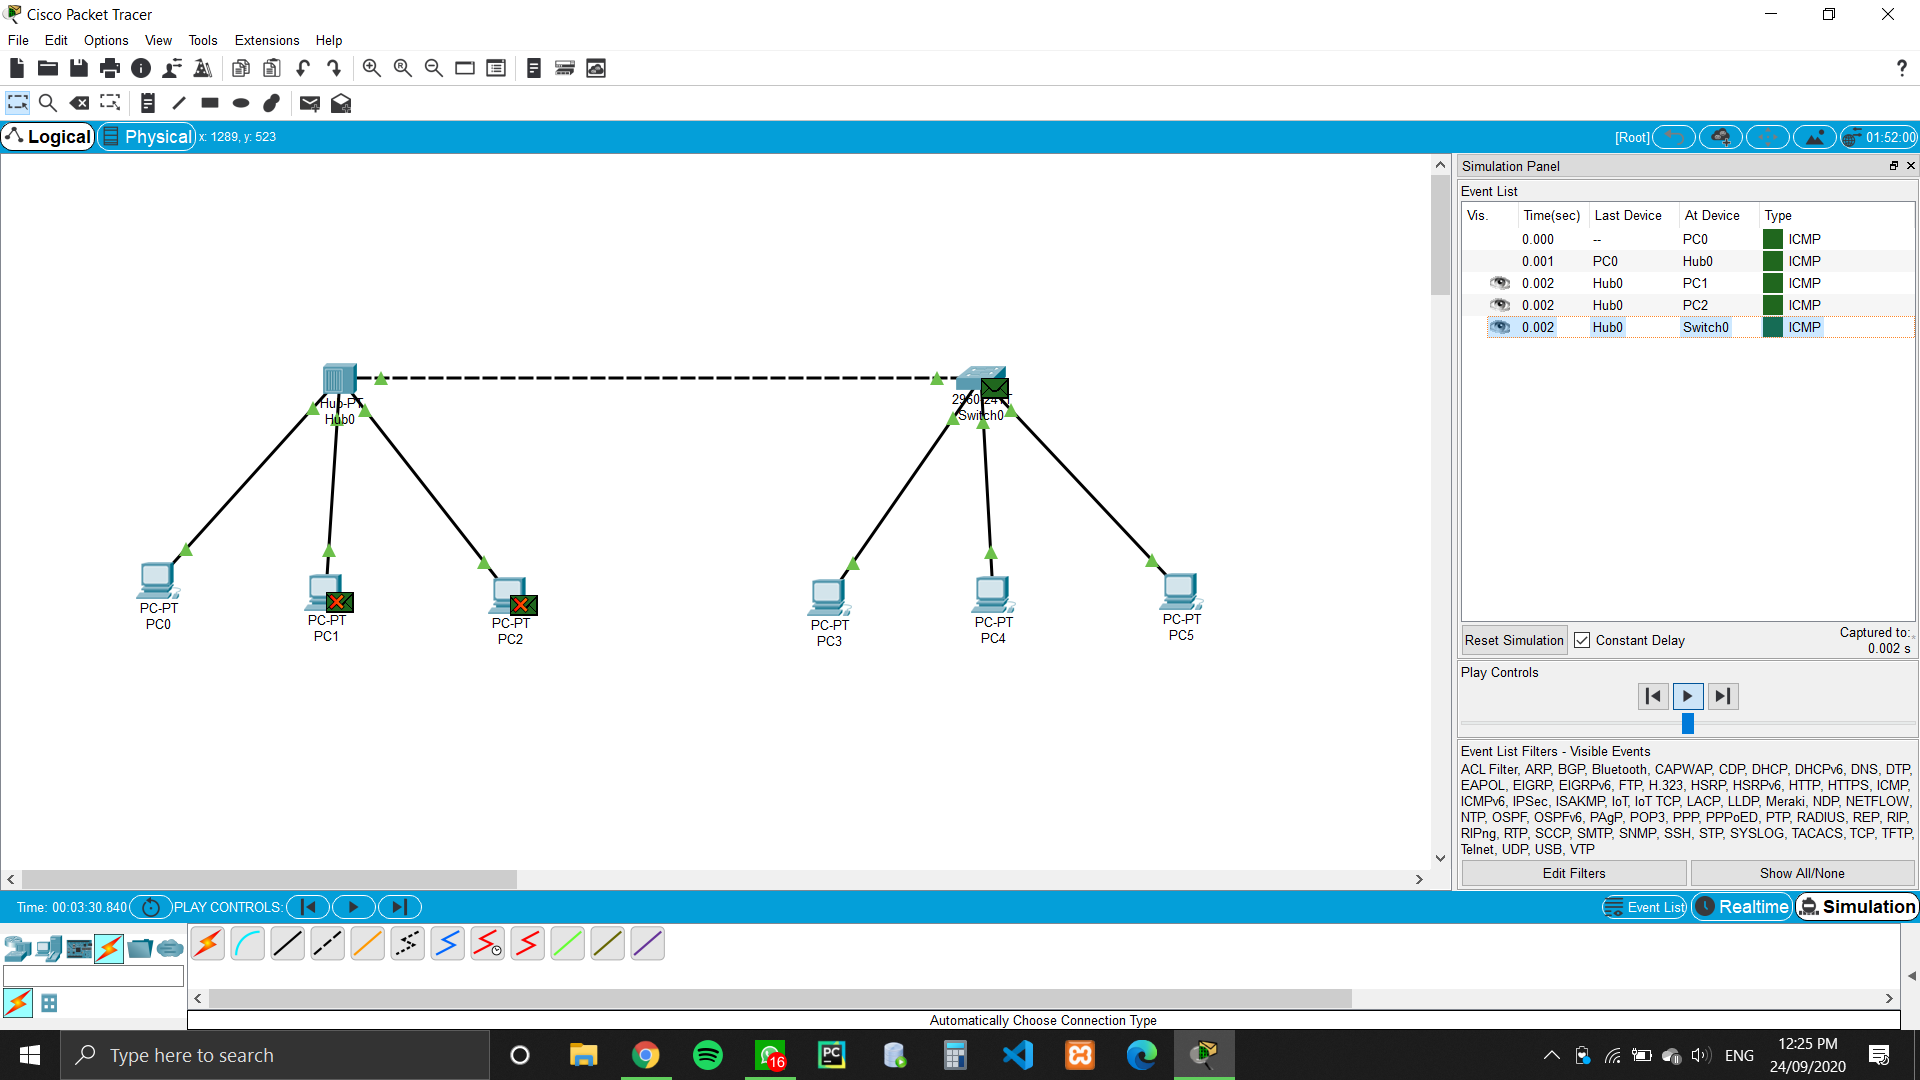 Cisco Packet Tracer
File Edit Options View Tools Extensions Help
?
Logical Physical x: 1289, y: 523 [Root] 01:52:00
Simulation Panel
Event List
Vis. Time(sec) Last Device At Device Type
0.000 -- PC0 ICMP
0.001 PC0 Hub0 ICMP
0.002 Hub0 PC1 ICMP
0.002 Hub0 PC2 ICMP
0.002 Hub0 Switch0 ICMP
Hub-PT
Hub0
2960-24TT
Switch0
PC-PT
PC0
PC-PT
PC1
PC-PT
PC2
PC-PT
PC3
PC-PT
PC4
PC-PT
PC5
Reset Simulation Constant Delay Captured to:
0.002 s
Play Controls
Event List Filters - Visible Events
ACL Filter, ARP, BGP, Bluetooth, CAPWAP, CDP, DHCP, DHCPv6, DNS, DTP,
EAPOL, EIGRP, EIGRPv6, FTP, H.323, HSRP, HSRPv6, HTTP, HTTPS, ICMP,
ICMPv6, IPSec, ISAKMP, IoT, IoT TCP, LACP, LLDP, Meraki, NDP, NETFLOW,
NTP, OSPF, OSPFv6, PAgP, POP3, PPP, PPPoED, PTP, RADIUS, REP, RIP,
RIPng, RTP, SCCP, SMTP, SNMP, SSH, STP, SYSLOG, TACACS, TCP, TFTP,
Telnet, UDP, USB, VTP
Edit Filters Show All/None
Time: 00:03:30.840 PLAY CONTROLS: Event List Realtime Simulation
Automatically Choose Connection Type
Type here to search
PC
16
ENG
12:25 PM
24/09/2020